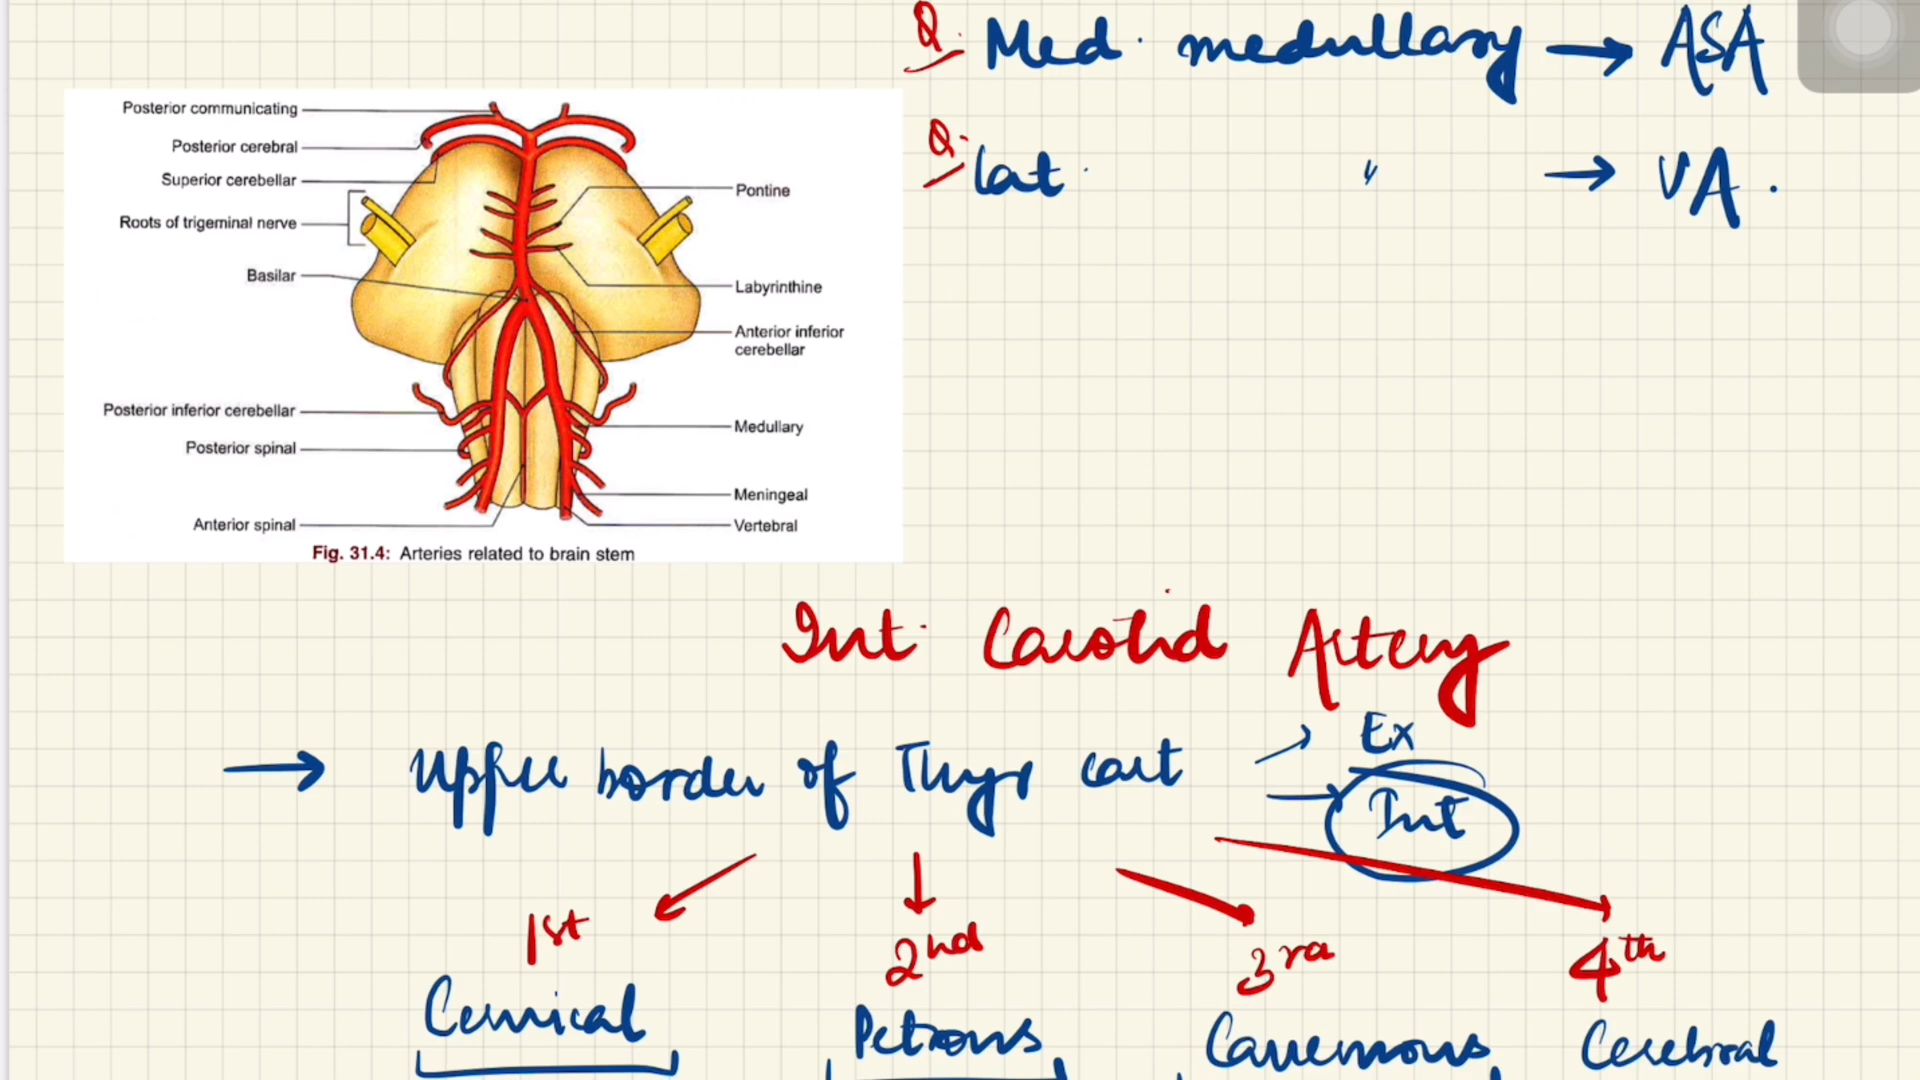 Q. Med. medullary → ASA
Q. lat. " → VA.
Posterior communicating
Posterior cerebral
Superior cerebellar
Roots of trigeminal nerve
Basilar
Posterior inferior cerebellar
Posterior spinal
Anterior spinal
Pontine
Labyrinthine
Anterior inferior
cerebellar
Medullary
Meningeal
Vertebral
Fig. 31.4: Arteries related to brain stem
Int. Carotid Artery
→ Upper border of Thyr cart → Ex
→ Int
1st 2nd 3rd 4th
Cervical Petrous Cavernous Cerebral